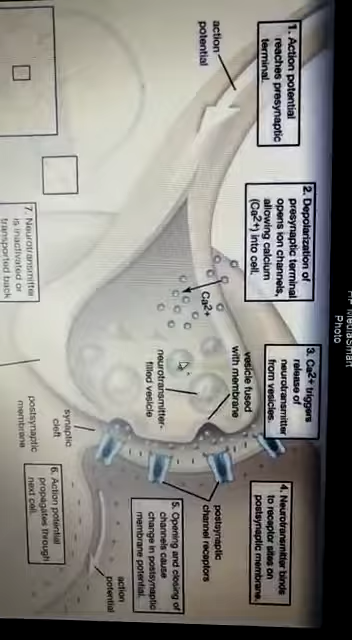 HP MediaSmart
Photo
1. Action potential
reaches presynaptic
terminal.
action
potential
2. Depolarization of
presynaptic terminal
opens ion channels,
allowing calcium
(Ca2+) into cell.
Ca2+
3. Ca2+ triggers
release of
neurotransmitter
from vesicles.
vesicle fused
with membrane
neurotransmitter-
filled vesicle
4. Neurotransmitter binds
to receptor sites on
postsynaptic membrane.
postsynaptic
channel receptors
5. Opening and closing of
channels cause
change in postsynaptic
membrane potential.
synaptic
cleft
postsynaptic
membrane
6. Action potential
propagates through
next cell.
action
potential
7. Neurotransmitter
is inactivated or
transported back